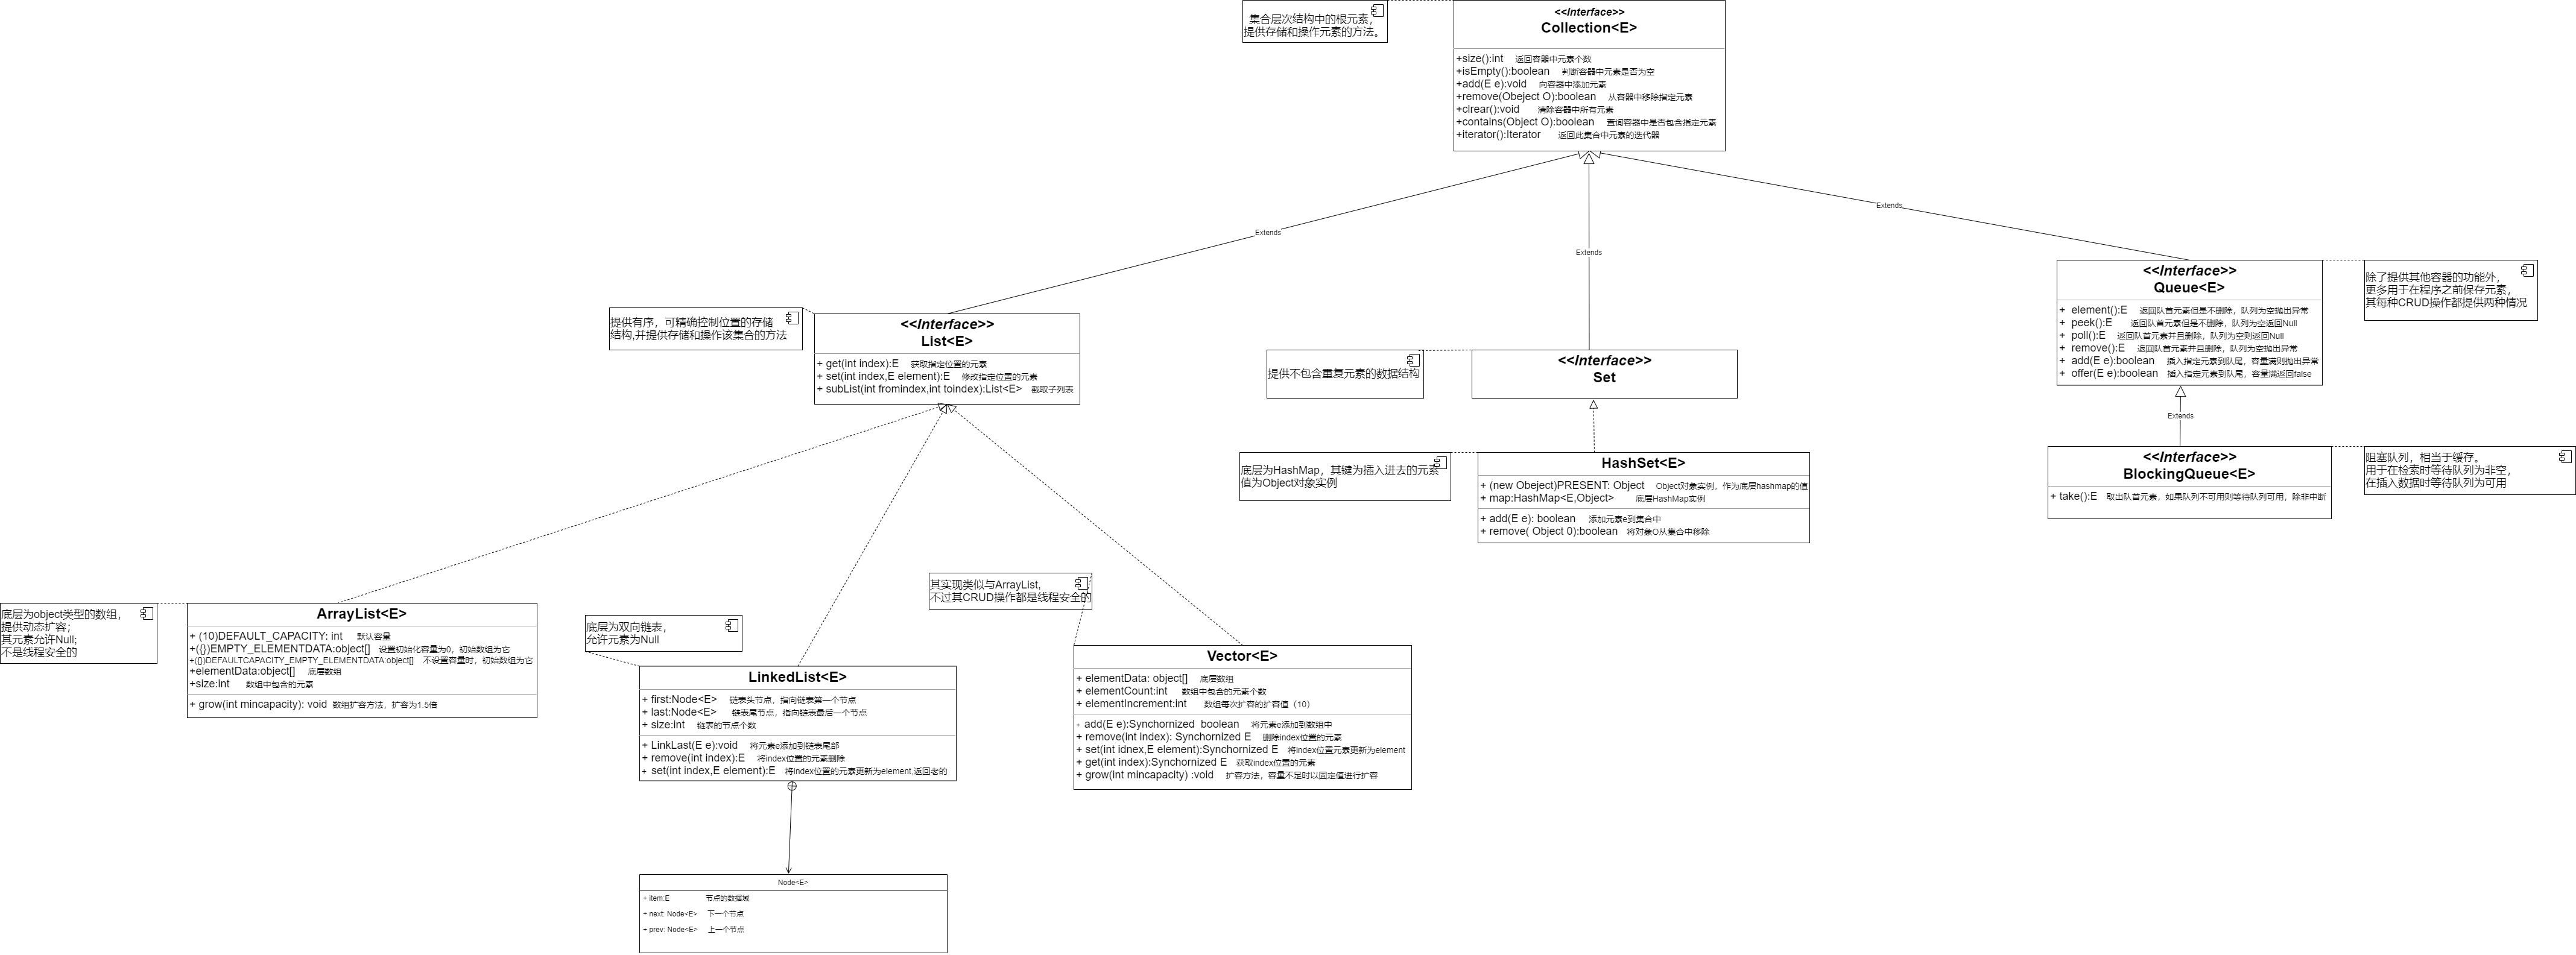 集合层次结构中的根元素，
提供存储和操作元素的方法。
<<Interface>>
Collection<E>
+size():int 返回容器中元素个数
+isEmpty():boolean 判断容器中元素是否为空
+add(E e):void 向容器中添加元素
+remove(Obeject O):boolean 从容器中移除指定元素
+clrear():void 清除容器中所有元素
+contains(Object O):boolean 查询容器中是否包含指定元素
+iterator():Iterator 返回此集合中元素的迭代器
Extends
Extends
Extends
提供有序，可精确控制位置的存储
结构,并提供存储和操作该集合的方法
<<Interface>>
List<E>
+ get(int index):E 获取指定位置的元素
+ set(int index,E element):E 修改指定位置的元素
+ subList(int fromindex,int toindex):List<E> 截取子列表
提供不包含重复元素的数据结构
<<Interface>>
Set
<<Interface>>
Queue<E>
+ element():E 返回队首元素但是不删除，队列为空抛出异常
+ peek():E 返回队首元素但是不删除，队列为空返回Null
+ poll():E 返回队首元素并且删除，队列为空则返回Null
+ remove():E 返回队首元素并且删除，队列为空抛出异常
+ add(E e):boolean 插入指定元素到队尾，容量满则抛出异常
+ offer(E e):boolean 插入指定元素到队尾，容量满返回false
除了提供其他容器的功能外，
更多用于在程序之前保存元素，
其每种CRUD操作都提供两种情况
Extends
底层为HashMap，其键为插入进去的元素
值为Object对象实例
HashSet<E>
+ (new Obeject)PRESENT: Object Object对象实例，作为底层hashmap的值
+ map:HashMap<E,Object> 底层HashMap实例
+ add(E e): boolean 添加元素e到集合中
+ remove( Object 0):boolean 将对象O从集合中移除
<<Interface>>
BlockingQueue<E>
+ take():E 取出队首元素，如果队列不可用则等待队列可用，除非中断
阻塞队列，相当于缓存。
用于在检索时等待队列为非空，
在插入数据时等待队列为可用
底层为object类型的数组，
提供动态扩容；
其元素允许Null;
不是线程安全的
ArrayList<E>
+ (10)DEFAULT_CAPACITY: int 默认容量
+({})EMPTY_ELEMENTDATA:object[] 设置初始化容量为0，初始数组为它
+({})DEFAULTCAPACITY_EMPTY_ELEMENTDATA:object[] 不设置容量时，初始数组为它
+elementData:object[] 底层数组
+size:int 数组中包含的元素
+ grow(int mincapacity): void 数组扩容方法，扩容为1.5倍
底层为双向链表，
允许元素为Null
LinkedList<E>
+ first:Node<E> 链表头节点，指向链表第一个节点
+ last:Node<E> 链表尾节点，指向链表最后一个节点
+ size:int 链表的节点个数
+ LinkLast(E e):void 将元素e添加到链表尾部
+ remove(int index):E 将index位置的元素删除
+ set(int index,E element):E 将index位置的元素更新为element,返回老的
其实现类似与ArrayList,
不过其CRUD操作都是线程安全的
Vector<E>
+ elementData: object[] 底层数组
+ elementCount:int 数组中包含的元素个数
+ elementIncrement:int 数组每次扩容的扩容值（10）
+ add(E e):Synchornized boolean 将元素e添加到数组中
+ remove(int index): Synchornized E 删除index位置的元素
+ set(int idnex,E element):Synchornized E 将index位置元素更新为element
+ get(int index):Synchornized E 获取index位置的元素
+ grow(int mincapacity) :void 扩容方法，容量不足时以固定值进行扩容
Node<E>
+ item:E 节点的数据域
+ next: Node<E> 下一个节点
+ prev: Node<E> 上一个节点